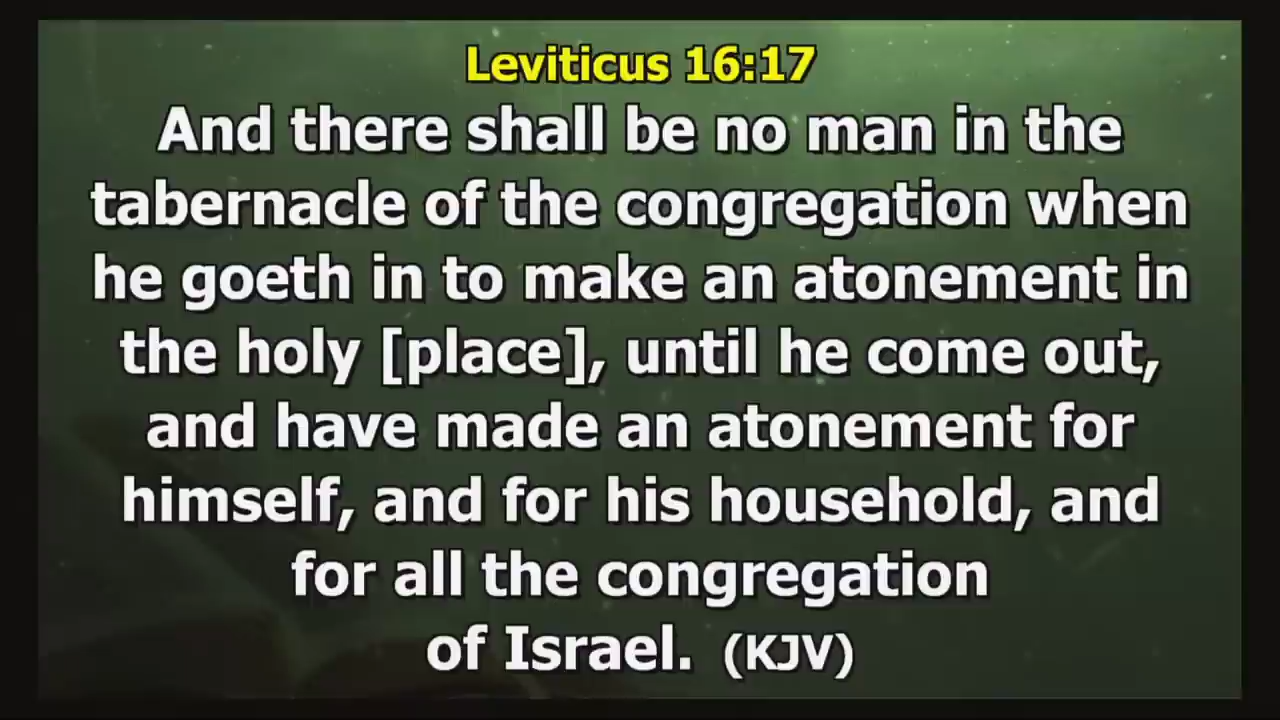 Leviticus 16:17
And there shall be no man in the
tabernacle of the congregation when
he goeth in to make an atonement in
the holy [place], until he come out,
and have made an atonement for
himself, and for his household, and
for all the congregation
of Israel. (KJV)